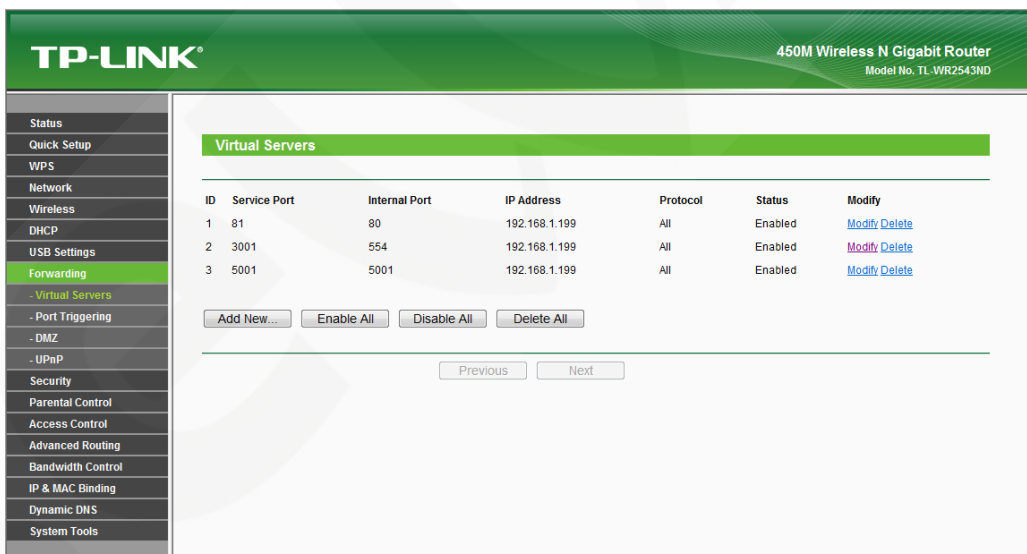 TP-LINK®
450M Wireless N Gigabit Router
Model No. TL-WR2543ND
Status
Quick Setup
WPS
Network
Wireless
DHCP
USB Settings
Forwarding
- Virtual Servers
- Port Triggering
- DMZ
- UPnP
Security
Parental Control
Access Control
Advanced Routing
Bandwidth Control
IP & MAC Binding
Dynamic DNS
System Tools
Virtual Servers
ID Service Port Internal Port IP Address Protocol Status Modify
1 81 80 192.168.1.199 All Enabled Modify Delete
2 3001 554 192.168.1.199 All Enabled Modify Delete
3 5001 5001 192.168.1.199 All Enabled Modify Delete
Add New... Enable All Disable All Delete All
Previous Next